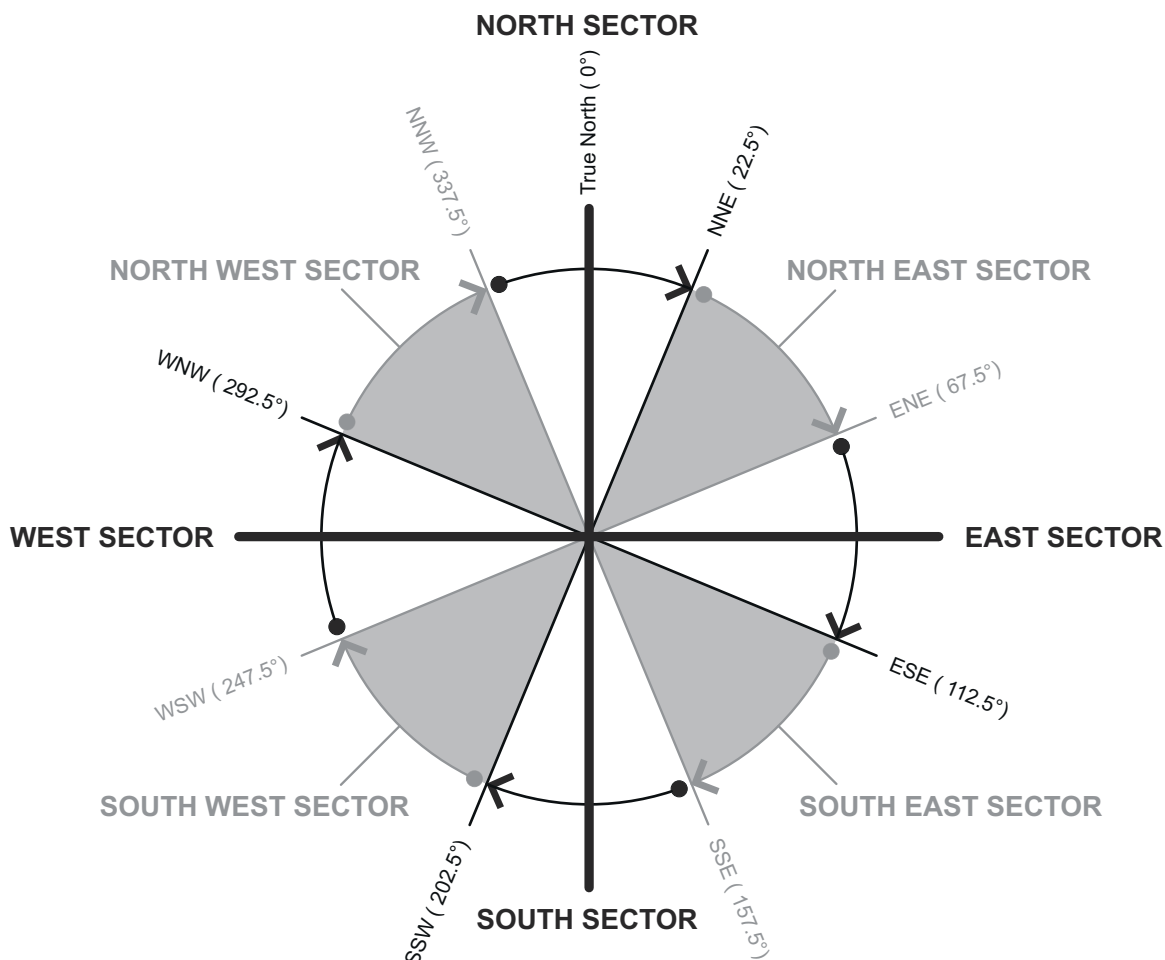 NORTH SECTOR
True North ( 0°)
NNW ( 337.5°)
NNE ( 22.5°)
NORTH WEST SECTOR
NORTH EAST SECTOR
WNW ( 292.5°)
ENE ( 67.5°)
WEST SECTOR
EAST SECTOR
WSW ( 247.5°)
ESE ( 112.5°)
SOUTH WEST SECTOR
SOUTH EAST SECTOR
SSW ( 202.5°)
SSE ( 157.5°)
SOUTH SECTOR